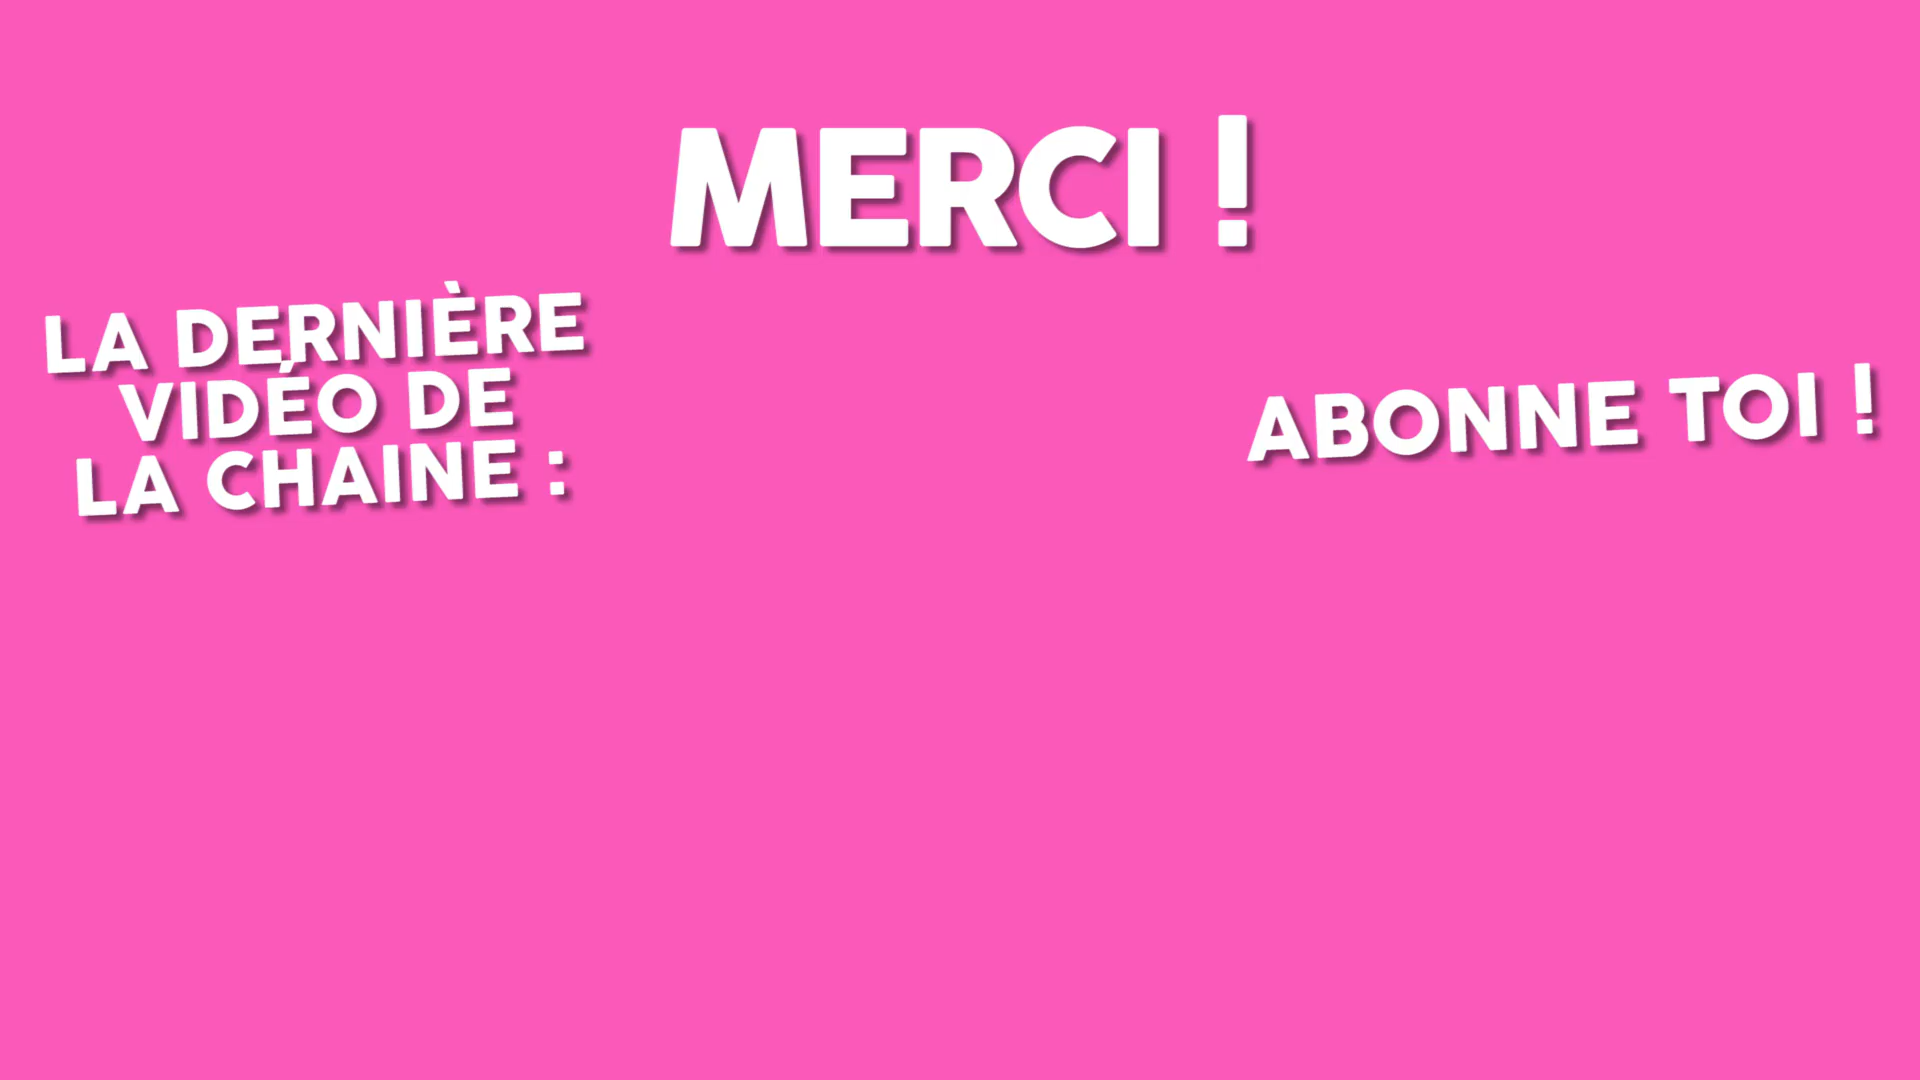 MERCI !
LA DERNIÈRE
VIDÉO DE
LA CHAINE :
ABONNE TOI !